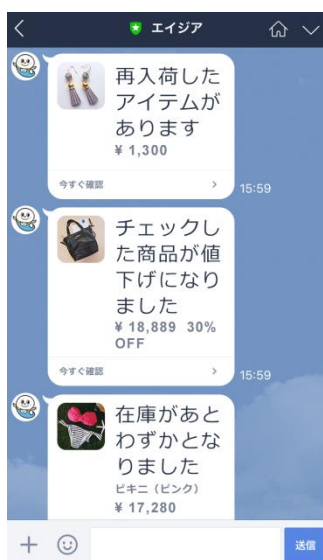 エイジア
再入荷した
アイテムが
あります
¥ 1,300
今すぐ確認
15:59
チェックし
た商品が値
下げになり
ました
¥ 18,889 30%
OFF
今すぐ確認
15:59
在庫があと
わずかとな
りました
ビキニ（ピンク）
¥ 17,280
送信